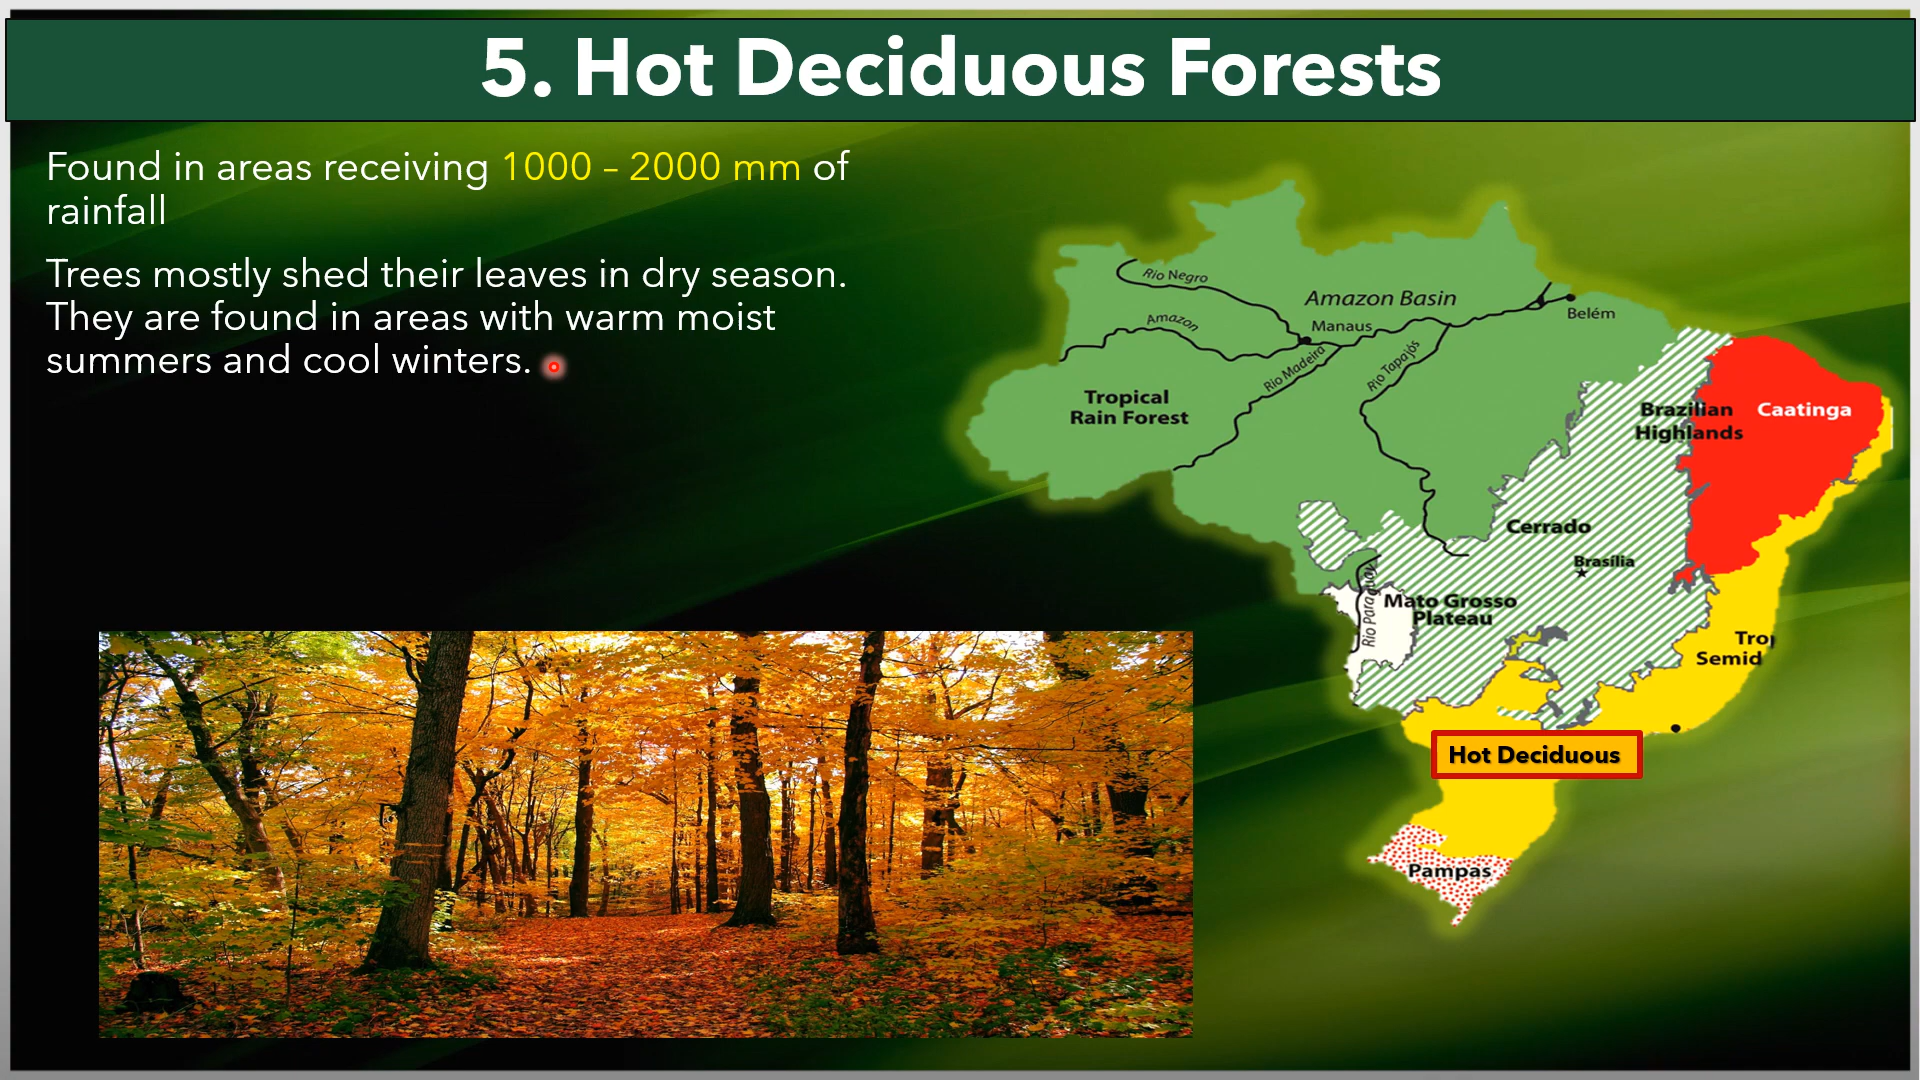 5. Hot Deciduous Forests
Found in areas receiving 1000 – 2000 mm of
rainfall
Trees mostly shed their leaves in dry season.
They are found in areas with warm moist
summers and cool winters.
Rio Negro
Amazon Basin
Amazon
Manaus
Belém
Rio Madeira
Rio Tapajós
Tropical
Rain Forest
Brazilian
Highlands
Caatinga
Cerrado
Brasília
Rio Paraguay
Mato Grosso
Plateau
Trop
Semid
Hot Deciduous
Pampas